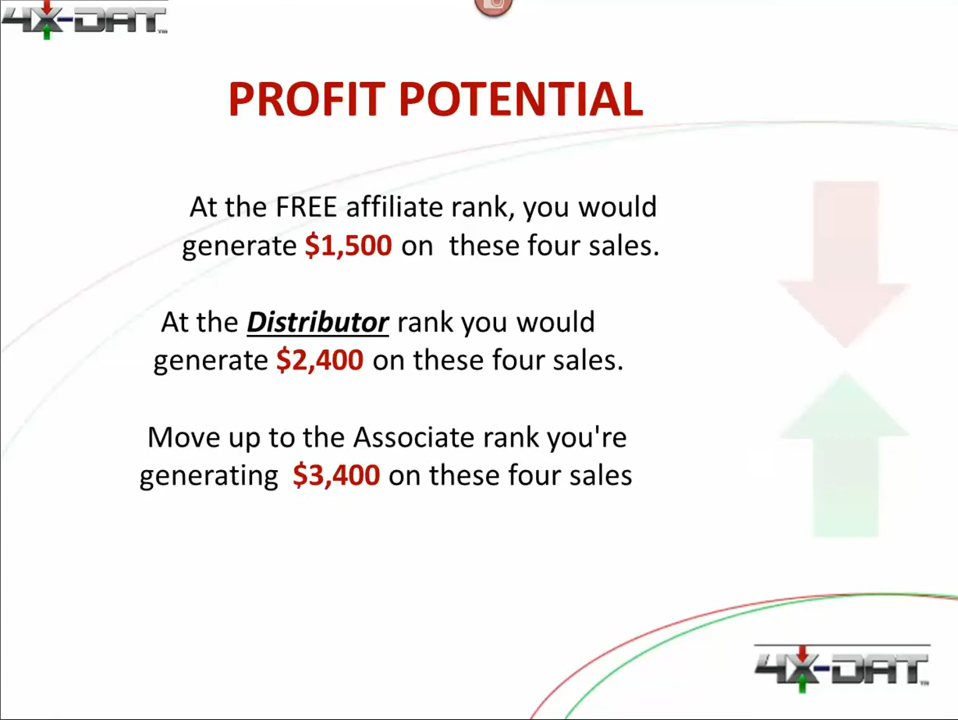 4X-DAT™
PROFIT POTENTIAL
At the FREE affiliate rank, you would
generate $1,500 on these four sales.
At the Distributor rank you would
generate $2,400 on these four sales.
Move up to the Associate rank you're
generating $3,400 on these four sales
4X-DAT™